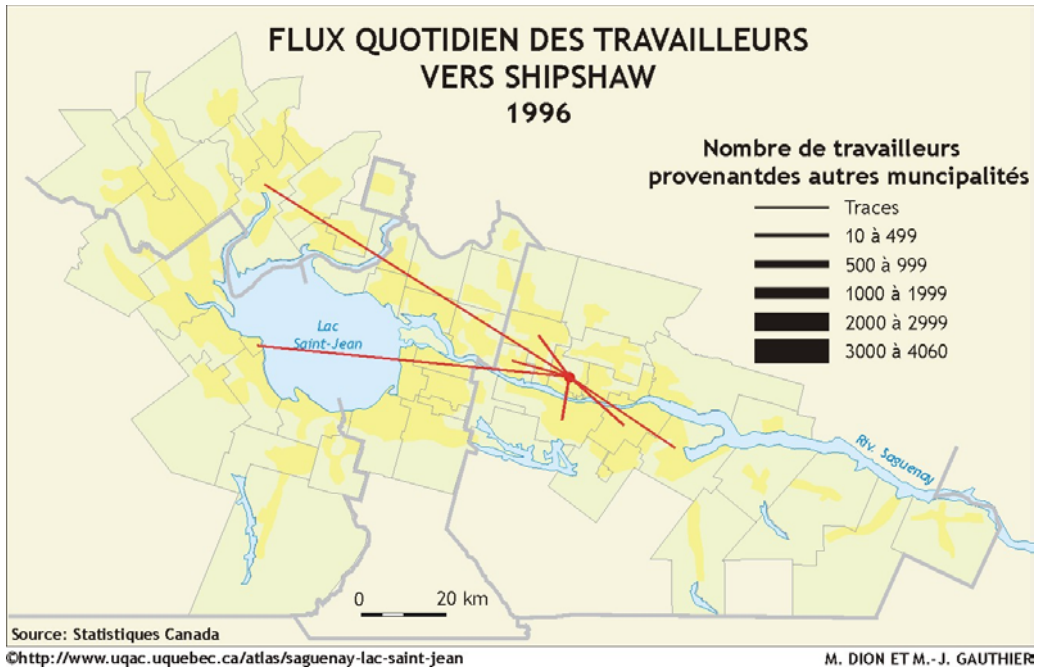 FLUX QUOTIDIEN DES TRAVAILLEURS
VERS SHIPSHAW
1996
Nombre de travailleurs
provenantdes autres muncipalités
Traces
10 à 499
500 à 999
1000 à 1999
2000 à 2999
3000 à 4060
Lac
Saint-Jean
Riv. Saguenay
0 20 km
Source: Statistiques Canada
©http://www.uqac.uquebec.ca/atlas/saguenay-lac-saint-jean
M. DION ET M.- J. GAUTHIER